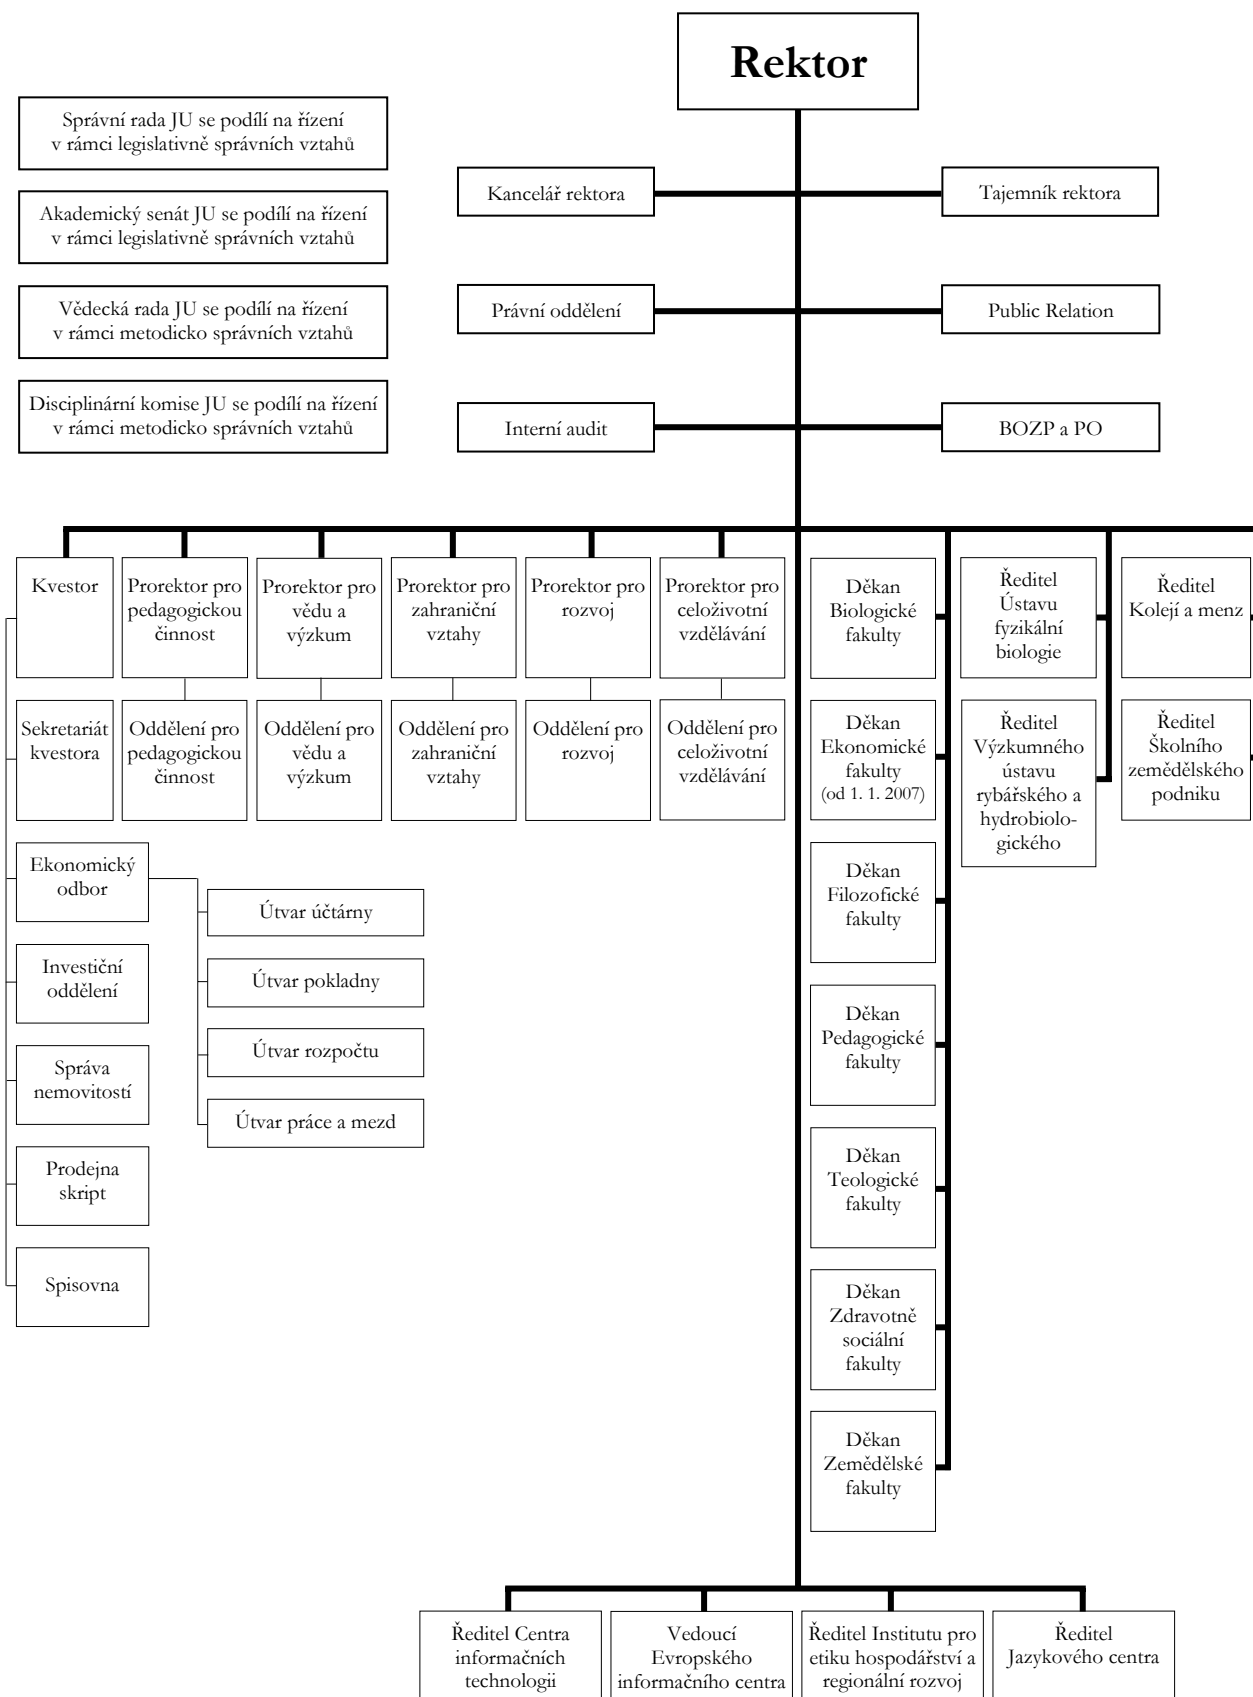 Rektor
Správní rada JU se podílí na řízení
v rámci legislativně správních vztahů
Akademický senát JU se podílí na řízení
v rámci legislativně správních vztahů
Vědecká rada JU se podílí na řízení
v rámci metodicko správních vztahů
Disciplinární komise JU se podílí na řízení
v rámci metodicko správních vztahů
Kancelář rektora
Tajemník rektora
Právní oddělení
Public Relation
Interní audit
BOZP a PO
Kvestor
Prorektor pro
pedagogickou
činnost
Prorektor pro
vědu a
výzkum
Prorektor pro
zahraniční
vztahy
Prorektor pro
rozvoj
Prorektor pro
celoživotní
vzdělávání
Děkan
Biologické
fakulty
Ředitel
Ústavu
fyzikální
biologie
Ředitel
Kolejí a menz
Sekretariát
kvestora
Oddělení pro
pedagogickou
činnost
Oddělení pro
vědu a
výzkum
Oddělení pro
zahraniční
vztahy
Oddělení pro
rozvoj
Oddělení pro
celoživotní
vzdělávání
Děkan
Ekonomické
fakulty
(od 1. 1. 2007)
Ředitel
Výzkumného
ústavu
rybářského a
hydrobiolo-
gického
Ředitel
Školního
zemědělského
podniku
Ekonomický
odbor
Útvar účtárny
Útvar pokladny
Útvar rozpočtu
Útvar práce a mezd
Investiční
oddělení
Správa
nemovitostí
Prodejna
skript
Spisovna
Děkan
Filozofické
fakulty
Děkan
Pedagogické
fakulty
Děkan
Teologické
fakulty
Děkan
Zdravotně
sociální
fakulty
Děkan
Zemědělské
fakulty
Ředitel Centra
informačních
technologii
Vedoucí
Evropského
informačního centra
Ředitel Institutu pro
etiku hospodářství a
regionální rozvoj
Ředitel
Jazykového centra